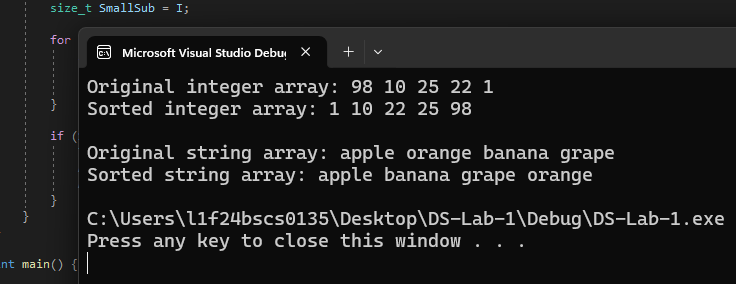 size_t SmallSub = I;
for
Microsoft Visual Studio Debu
Original integer array: 98 10 25 22 1
Sorted integer array: 1 10 22 25 98
}
if (
Original string array: apple orange banana grape
Sorted string array: apple banana grape orange
}
}
C:\Users\l1f24bscs0135\Desktop\DS-Lab-1\Debug\DS-Lab-1.exe
Press any key to close this window . . .
nt main() {